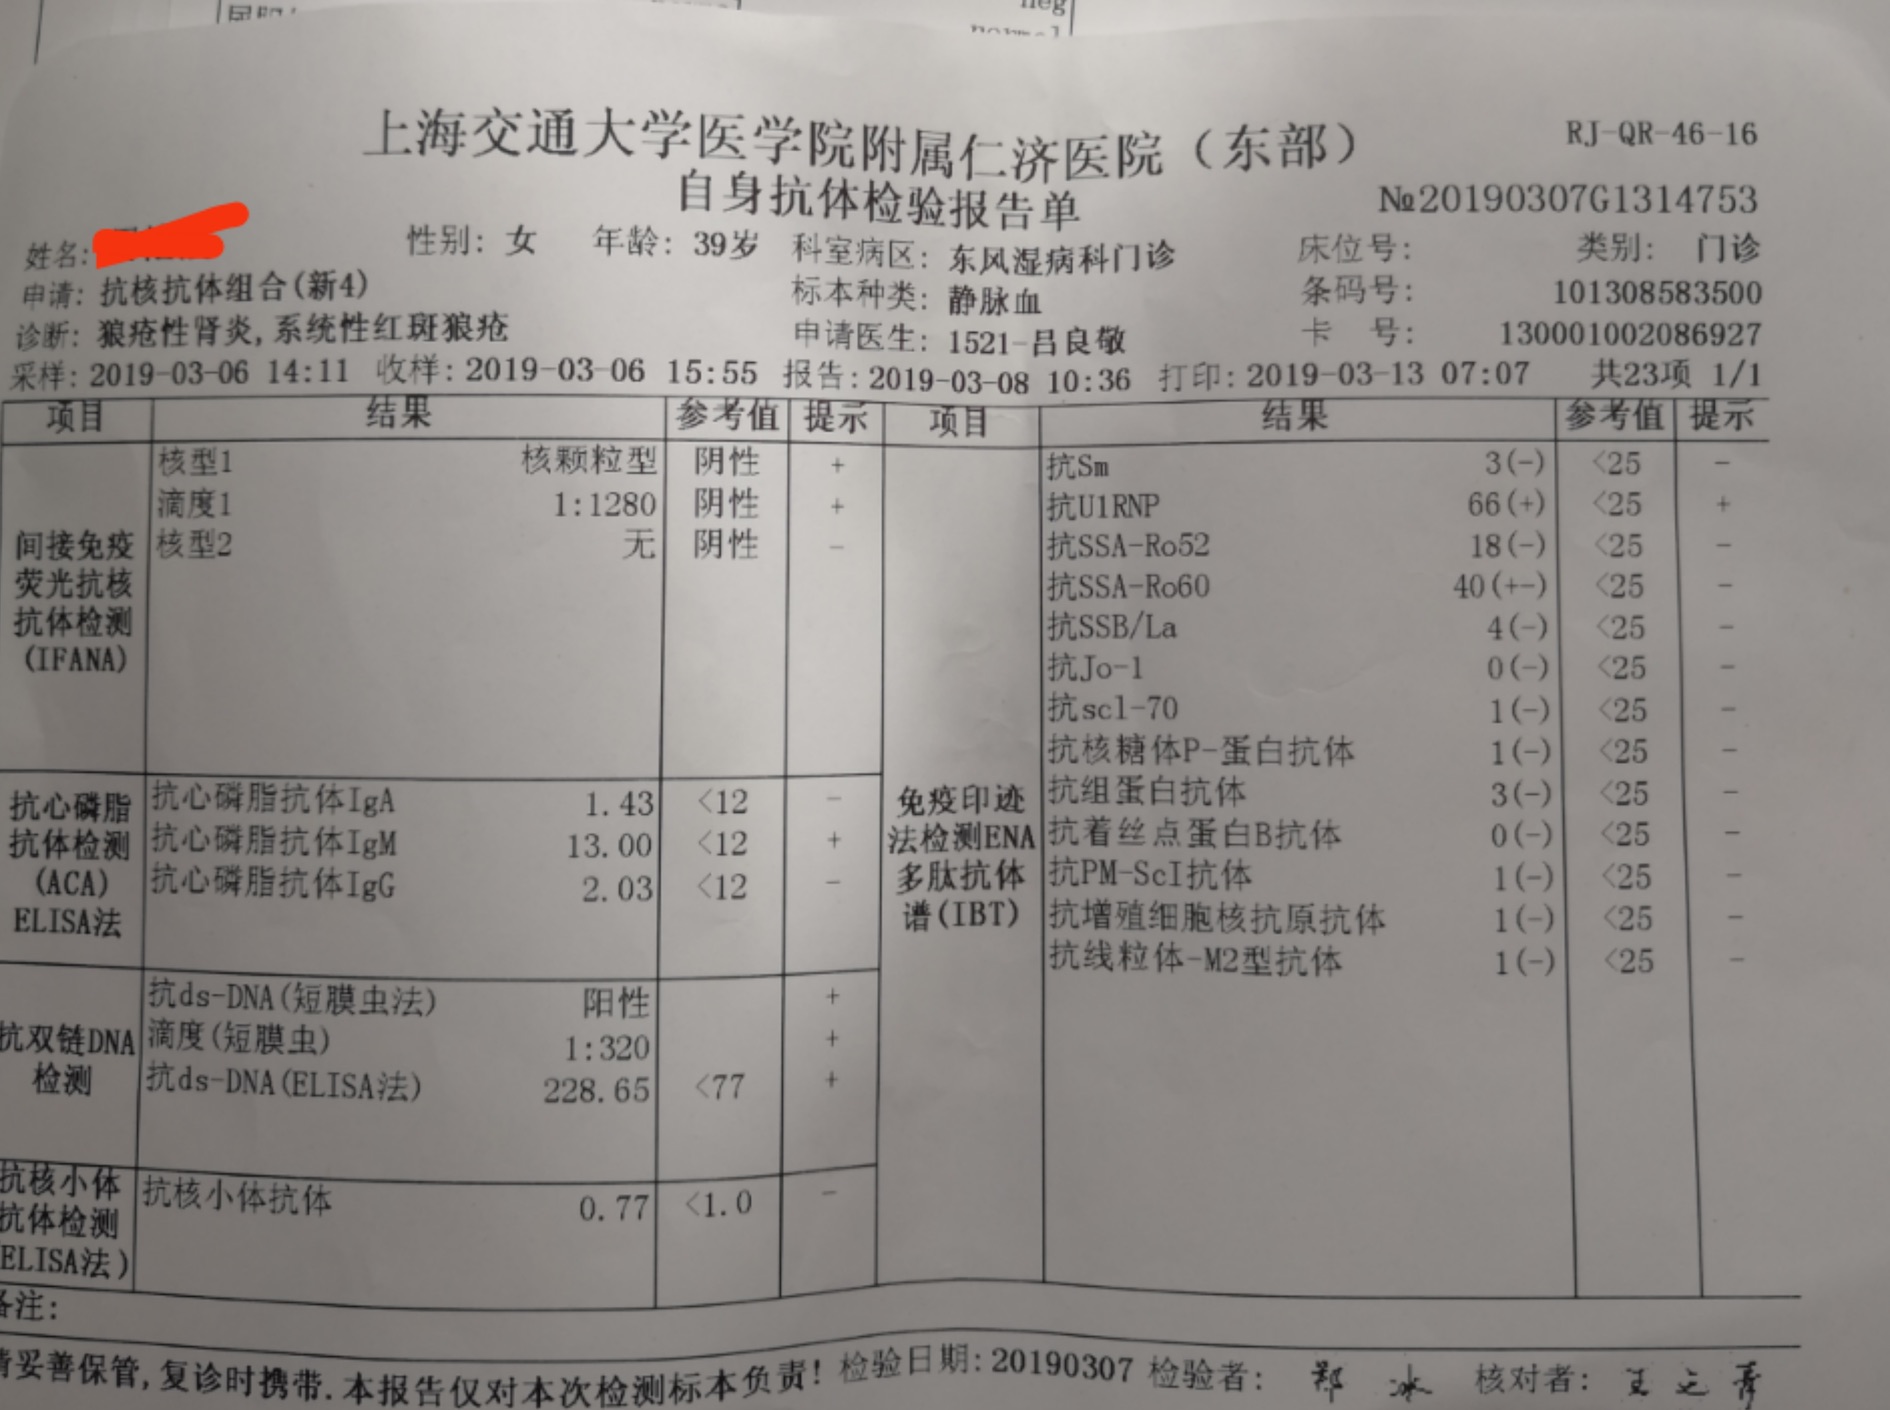 neg
上海交通大学医学院附属仁济医院（东部）
RJ-QR-46-16
自身抗体检验报告单
№20190307G1314753
姓名: 性别: 女 年龄: 39岁 科室病区: 东风湿病科门诊 床位号: 类别: 门诊
申请: 抗核抗体组合(新4) 标本种类: 静脉血 条码号: 101308583500
诊断: 狼疮性肾炎,系统性红斑狼疮 申请医生: 1521-吕良敬 卡 号: 130001002086927
采样: 2019-03-06 14:11 收样: 2019-03-06 15:55 报告: 2019-03-08 10:36 打印: 2019-03-13 07:07 共23项 1/1
项目 结果 参考值 提示 项目 结果 参考值 提示
间接免疫
荧光抗核
抗体检测
(IFANA)
核型1 核颗粒型 阴性 +
滴度1 1:1280 阴性 +
核型2 无 阴性 -
抗心磷脂
抗体检测
(ACA)
ELISA法
抗心磷脂抗体IgA 1.43 <12 -
抗心磷脂抗体IgM 13.00 <12 +
抗心磷脂抗体IgG 2.03 <12 -
抗双链DNA
检测
抗ds-DNA(短膜虫法) 阳性 +
滴度(短膜虫) 1:320 +
抗ds-DNA(ELISA法) 228.65 <77 +
抗核小体
抗体检测
ELISA法)
抗核小体抗体 0.77 <1.0 -
免疫印迹
法检测ENA
多肽抗体
谱(IBT)
抗Sm 3(-) <25 -
抗U1RNP 66(+) <25 +
抗SSA-Ro52 18(-) <25 -
抗SSA-Ro60 40(+-) <25 -
抗SSB/La 4(-) <25 -
抗Jo-1 0(-) <25 -
抗scl-70 1(-) <25 -
抗核糖体P-蛋白抗体 1(-) <25 -
抗组蛋白抗体 3(-) <25 -
抗着丝点蛋白B抗体 0(-) <25 -
抗PM-ScI抗体 1(-) <25 -
抗增殖细胞核抗原抗体 1(-) <25 -
抗线粒体-M2型抗体 1(-) <25 -
备注:
请妥善保管,复诊时携带.本报告仅对本次检测标本负责! 检验日期: 20190307 检验者: 郑 冰 核对者: 王